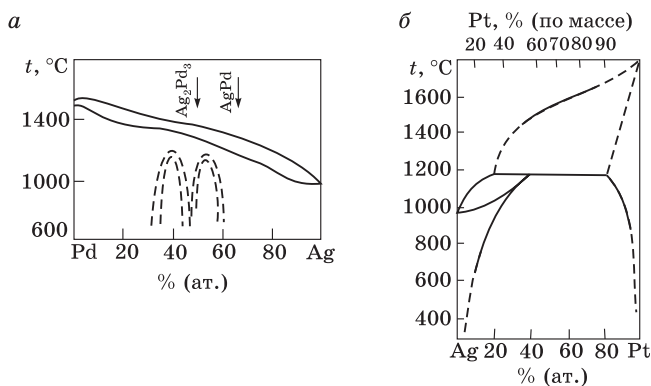 а
t, °C
1400
1000
600
Ag₂Pd₃
AgPd
Pd 20 40 60 80 Ag
% (ат.)
б
Pt, % (по массе)
20 40 60 70 80 90
t, °C
1600
1200
1000
800
600
400
Ag 20 40 60 80 Pt
% (ат.)